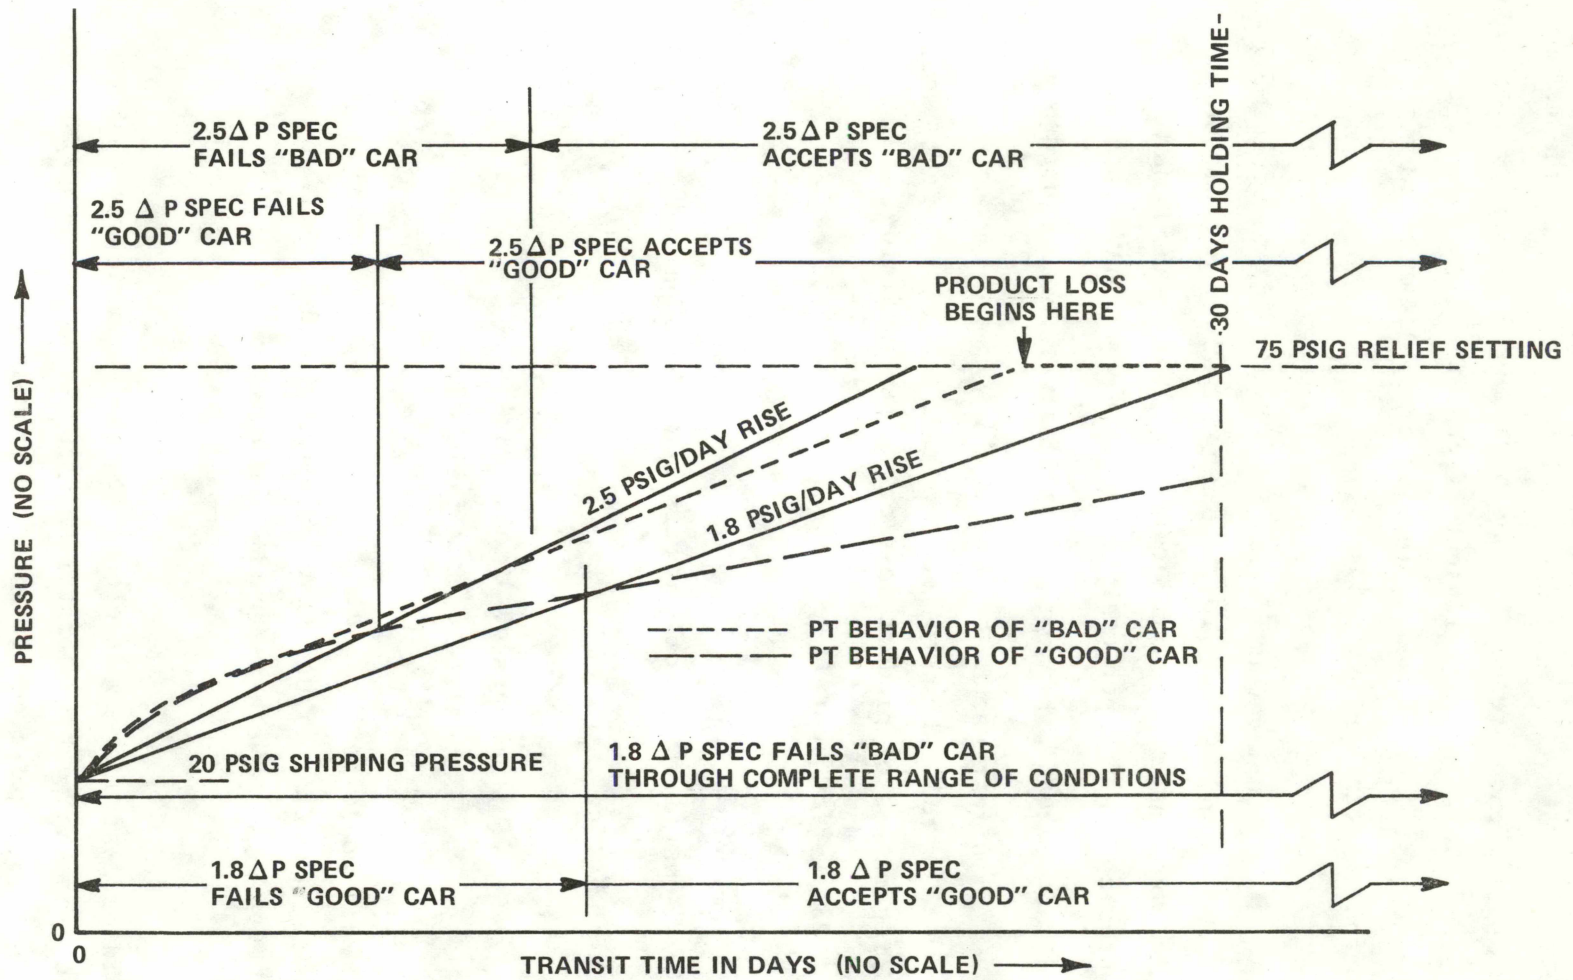 2.5 Δ P SPEC
FAILS "BAD" CAR
2.5 Δ P SPEC
ACCEPTS "BAD" CAR
2.5 Δ P SPEC FAILS
"GOOD" CAR
2.5 Δ P SPEC ACCEPTS
"GOOD" CAR
30 DAYS HOLDING TIME
PRODUCT LOSS
BEGINS HERE
75 PSIG RELIEF SETTING
2.5 PSIG/DAY RISE
1.8 PSIG/DAY RISE
PRESSURE (NO SCALE)
PT BEHAVIOR OF "BAD" CAR
PT BEHAVIOR OF "GOOD" CAR
20 PSIG SHIPPING PRESSURE
1.8 Δ P SPEC FAILS "BAD" CAR
THROUGH COMPLETE RANGE OF CONDITIONS
1.8 Δ P SPEC
FAILS "GOOD" CAR
1.8 Δ P SPEC
ACCEPTS "GOOD" CAR
0
0
TRANSIT TIME IN DAYS (NO SCALE)